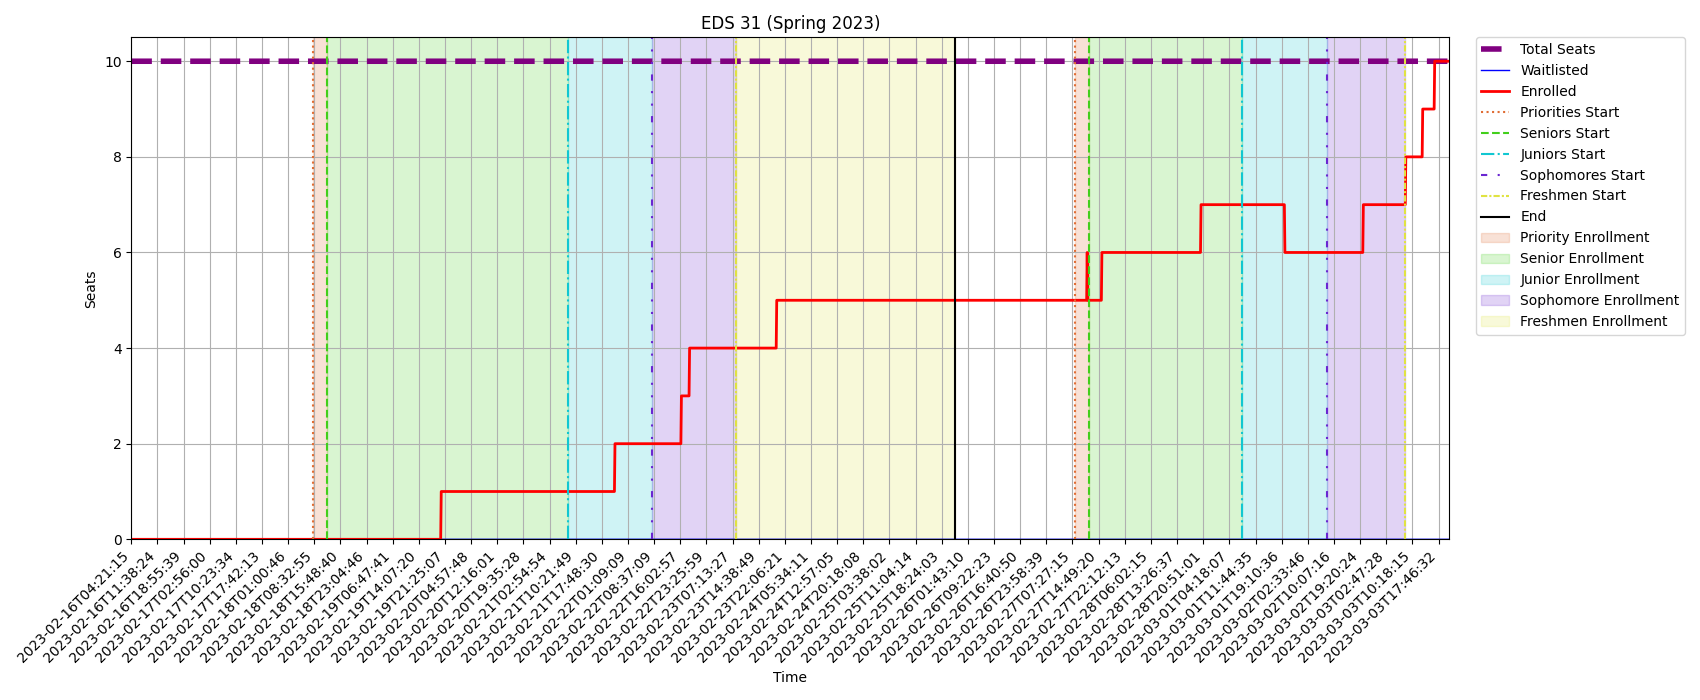 EDS 31 (Spring 2023)
Seats
10
8
6
4
2
0
2023-02-16T04:21:15
2023-02-16T11:38:24
2023-02-16T18:55:39
2023-02-17T02:56:00
2023-02-17T10:23:34
2023-02-17T17:42:13
2023-02-18T01:00:46
2023-02-18T08:32:55
2023-02-18T15:48:40
2023-02-18T23:04:46
2023-02-19T06:47:41
2023-02-19T14:07:20
2023-02-19T21:25:07
2023-02-20T04:57:48
2023-02-20T12:16:01
2023-02-20T19:35:28
2023-02-21T02:54:54
2023-02-21T10:21:49
2023-02-21T17:48:30
2023-02-22T01:09:09
2023-02-22T08:37:09
2023-02-22T16:02:57
2023-02-22T23:25:59
2023-02-23T07:13:27
2023-02-23T14:38:49
2023-02-23T22:06:21
2023-02-24T05:34:11
2023-02-24T12:57:05
2023-02-24T20:18:08
2023-02-25T03:38:02
2023-02-25T11:04:14
2023-02-25T18:24:03
2023-02-26T01:43:10
2023-02-26T09:22:23
2023-02-26T16:40:50
2023-02-26T23:58:39
2023-02-27T07:27:15
2023-02-27T14:49:20
2023-02-27T22:12:13
2023-02-28T06:02:15
2023-02-28T13:26:37
2023-02-28T20:51:01
2023-03-01T04:18:07
2023-03-01T11:44:35
2023-03-01T19:10:36
2023-03-02T02:33:46
2023-03-02T10:07:16
2023-03-02T19:20:24
2023-03-03T02:47:28
2023-03-03T10:18:15
2023-03-03T17:46:32
Time
Total Seats
Waitlisted
Enrolled
Priorities Start
Seniors Start
Juniors Start
Sophomores Start
Freshmen Start
End
Priority Enrollment
Senior Enrollment
Junior Enrollment
Sophomore Enrollment
Freshmen Enrollment